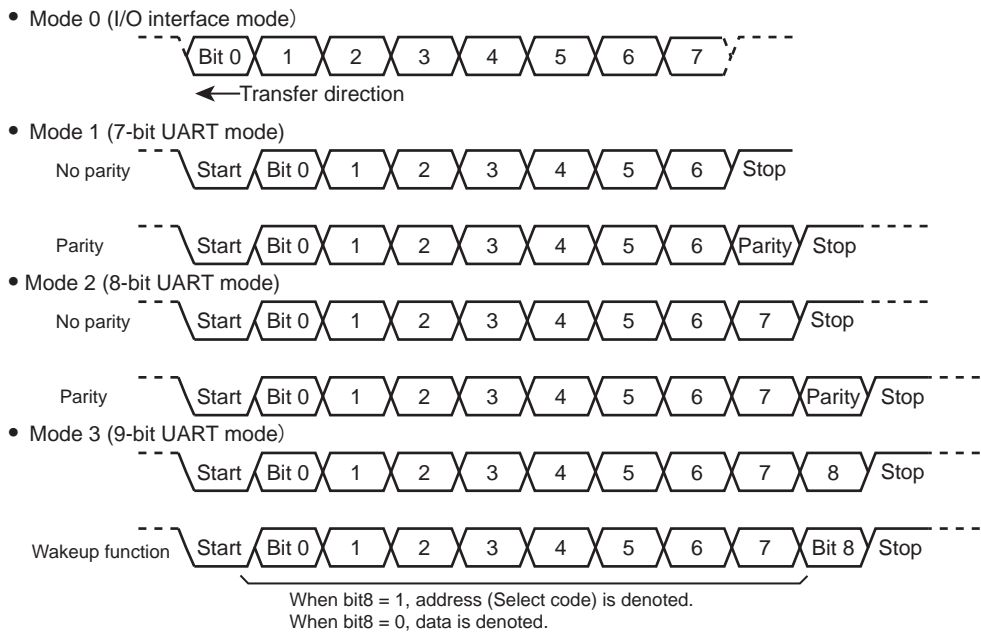 • Mode 0 (I/O interface mode）
Bit 0 1 2 3 4 5 6 7
Transfer direction
• Mode 1 (7-bit UART mode)
No parity Start Bit 0 1 2 3 4 5 6 Stop
Parity Start Bit 0 1 2 3 4 5 6 Parity Stop
• Mode 2 (8-bit UART mode)
No parity Start Bit 0 1 2 3 4 5 6 7 Stop
Parity Start Bit 0 1 2 3 4 5 6 7 Parity Stop
• Mode 3 (9-bit UART mode）
Start Bit 0 1 2 3 4 5 6 7 8 Stop
Wakeup function Start Bit 0 1 2 3 4 5 6 7 Bit 8 Stop
When bit8 = 1, address (Select code) is denoted.
When bit8 = 0, data is denoted.